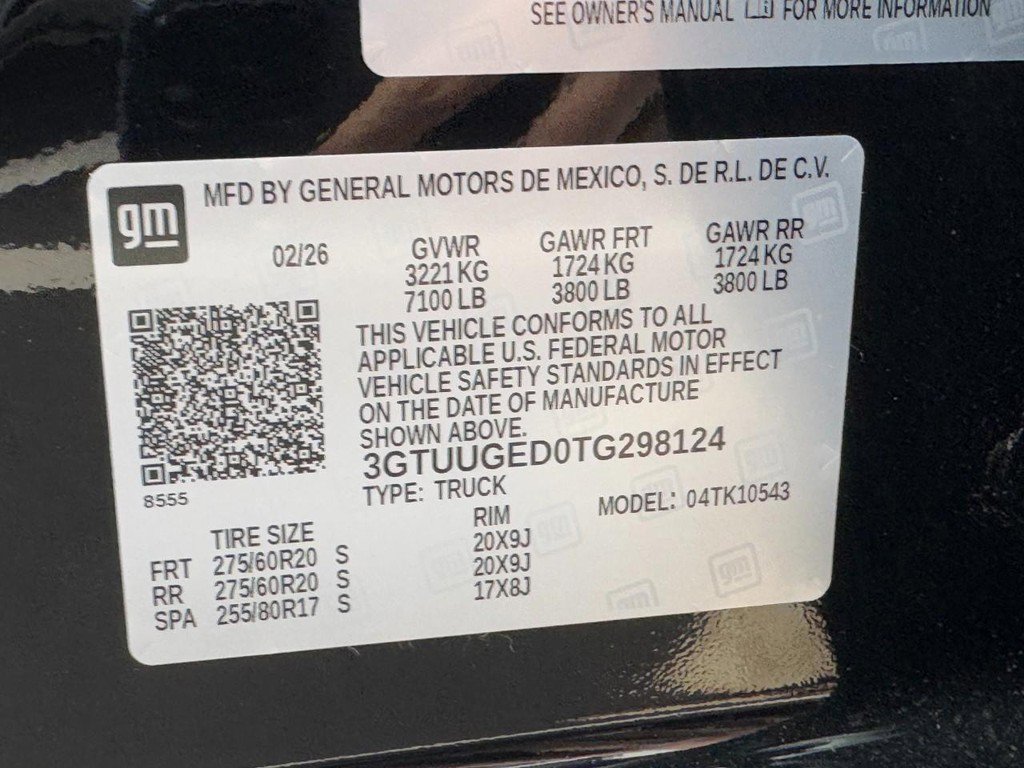 SEE OWNER'S MANUAL FOR MORE INFORMATION
gm
MFD BY GENERAL MOTORS DE MEXICO, S. DE R.L. DE C.V.
02/26 GVWR GAWR FRT GAWR RR
3221 KG 1724 KG 1724 KG
7100 LB 3800 LB 3800 LB
THIS VEHICLE CONFORMS TO ALL
APPLICABLE U.S. FEDERAL MOTOR
VEHICLE SAFETY STANDARDS IN EFFECT
ON THE DATE OF MANUFACTURE
SHOWN ABOVE.
3GTUUGED0TG298124
8555
TYPE: TRUCK MODEL: 04TK10543
TIRE SIZE RIM
FRT 275/60R20 S 20X9J
RR 275/60R20 S 20X9J
SPA 255/80R17 S 17X8J